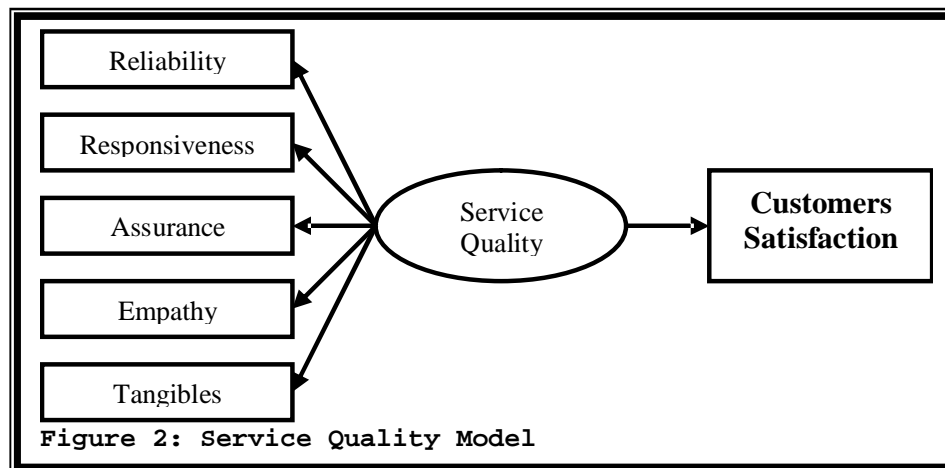 Reliability
Responsiveness
Assurance
Empathy
Tangibles
Service
Quality
Customers
Satisfaction
Figure 2: Service Quality Model